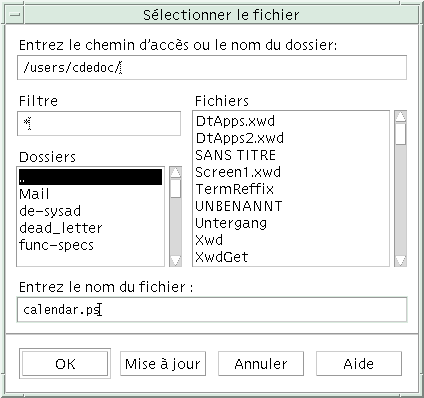 Sélectionner le fichier
Entrez le chemin d'accès ou le nom du dossier:
/users/cdedoc/
Filtre
*
Fichiers
DtApps.xwd
DtApps2.xwd
SANS TITRE
Screen1.xwd
TermReffix
UNBENANNT
Untergang
Xwd
XwdGet
Dossiers
..
Mail
de-sysad
dead_letter
func-specs
Entrez le nom du fichier :
calendar.ps
OK
Mise à jour
Annuler
Aide